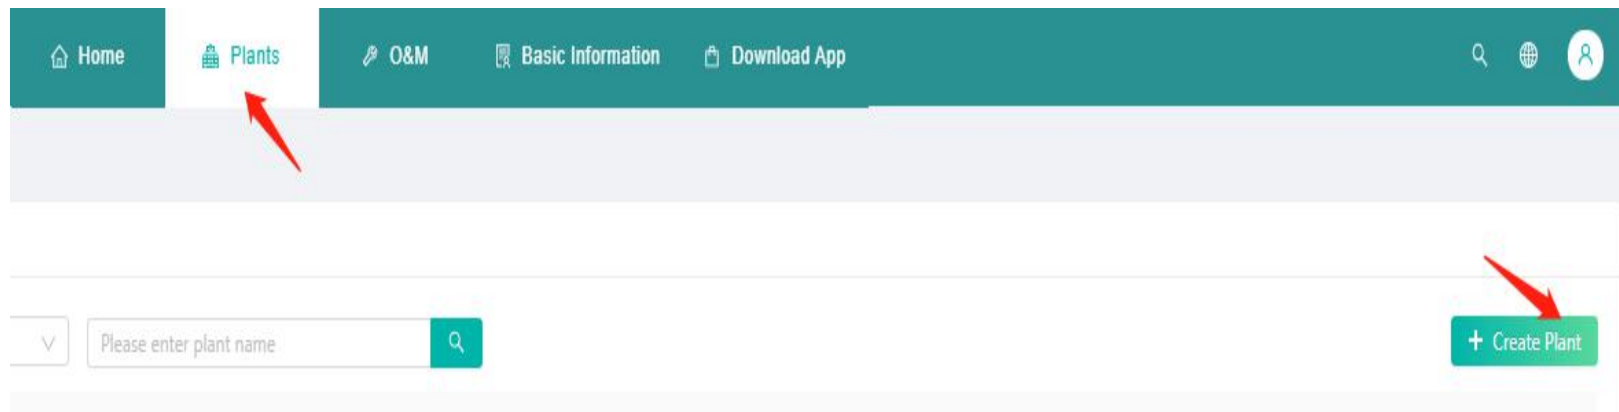 Home Plants O&M Basic Information Download App
Please enter plant name
+ Create Plant